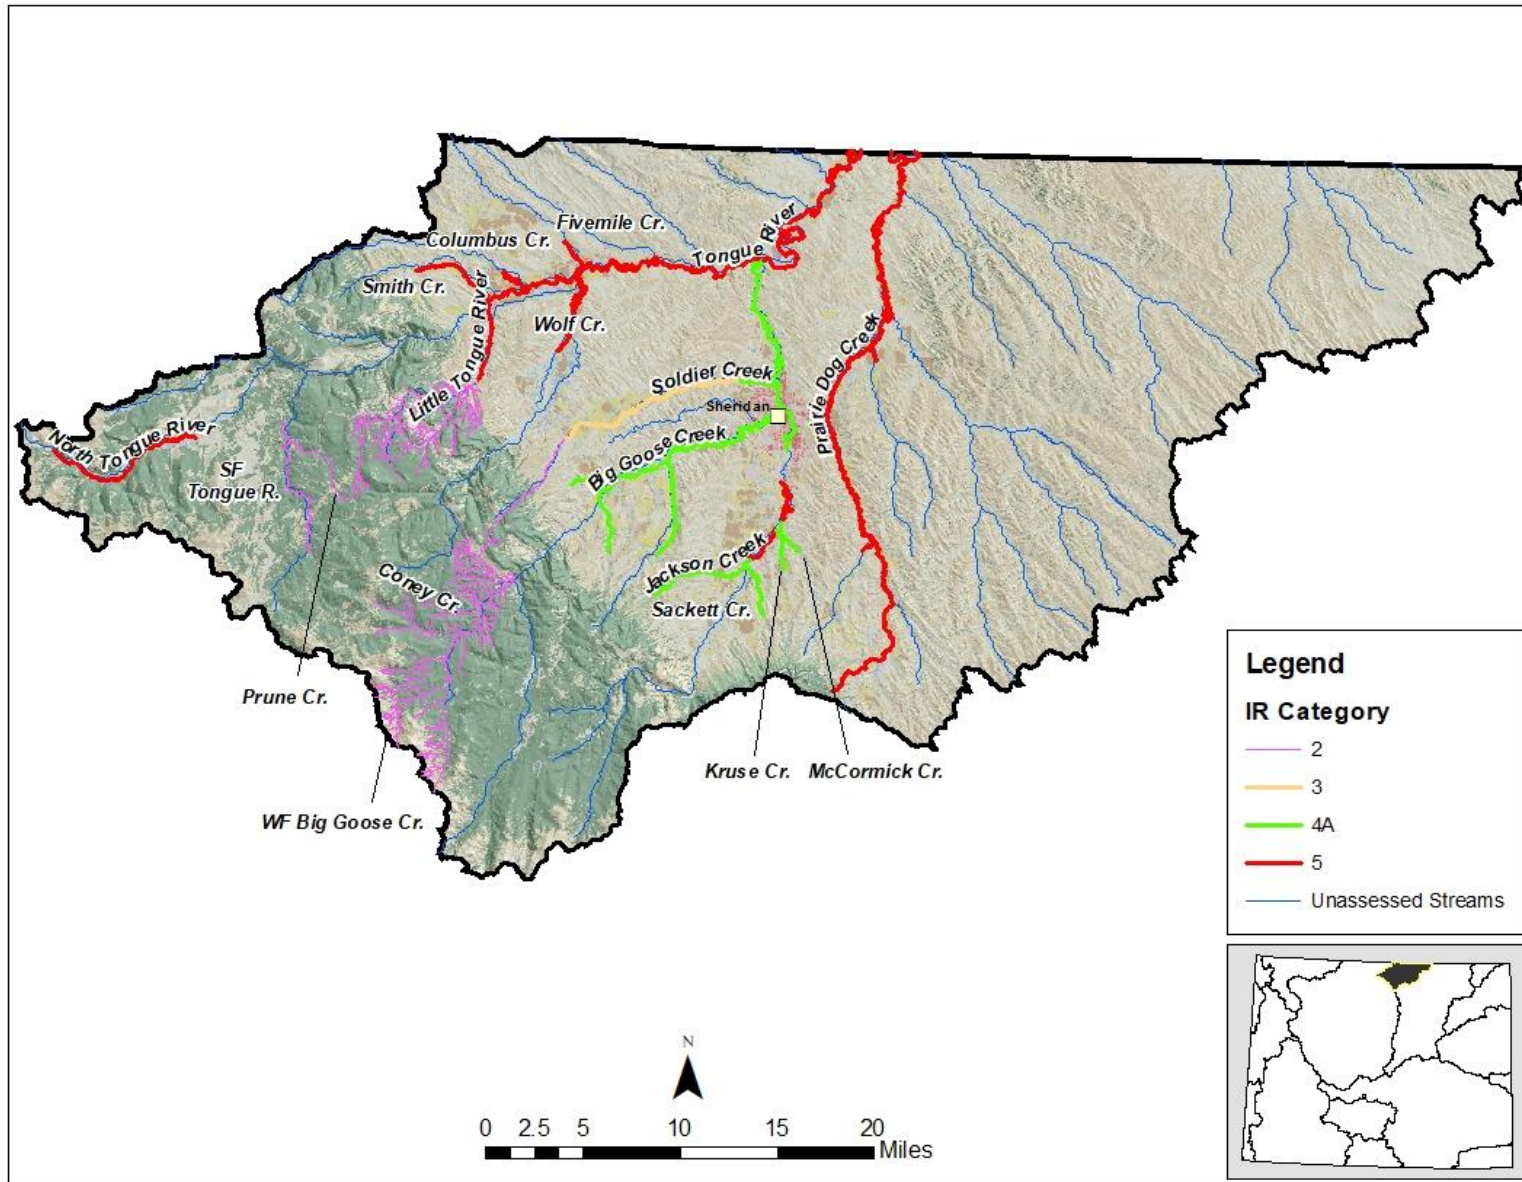 Fivemile Cr.
Columbus Cr.
Tongue River
Smith Cr.
Little Tongue River
Wolf Cr.
Soldier Creek
Sheridan
Prairie Dog Creek
Big Goose Creek
North Tongue River
SF
Tongue R.
Jackson Creek
Coney Cr.
Sackett Cr.
Prune Cr.
Kruse Cr.
McCormick Cr.
WF Big Goose Cr.
Legend
IR Category
2
3
4A
5
Unassessed Streams
N
0 2.5 5 10 15 20
Miles